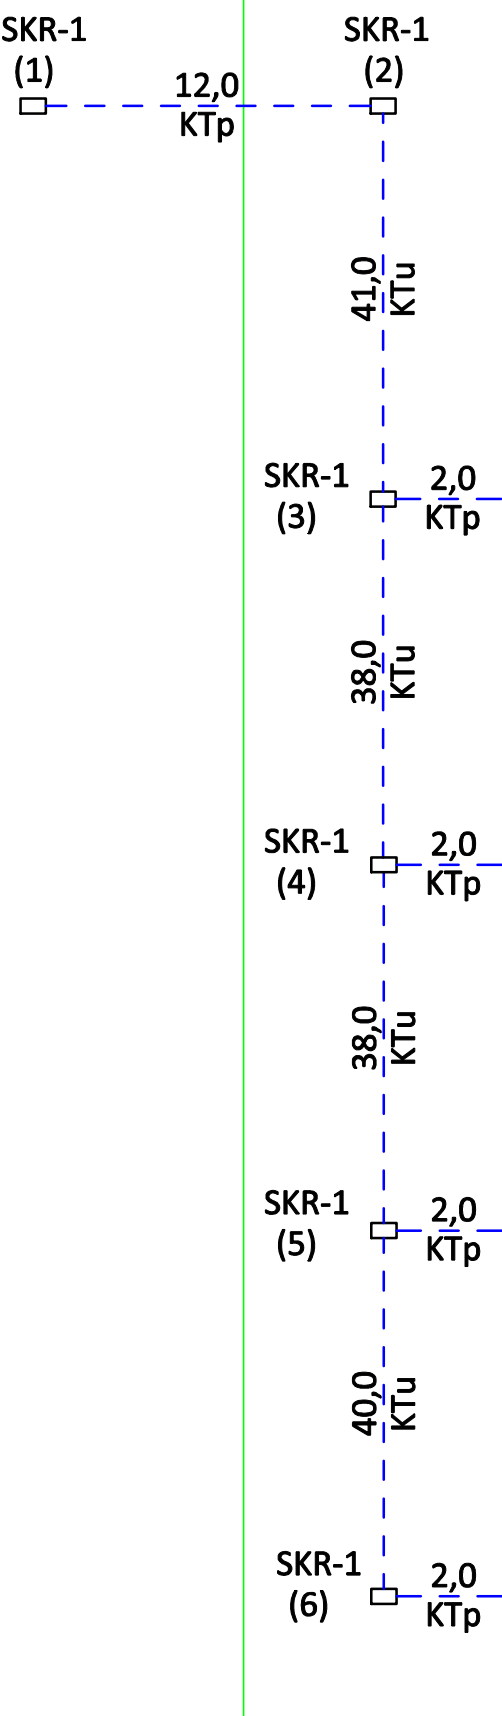 SKR-1
(1)
SKR-1
(2)
12,0
KTp
41,0
KTu
SKR-1
(3)
2,0
KTp
38,0
KTu
SKR-1
(4)
2,0
KTp
38,0
KTu
SKR-1
(5)
2,0
KTp
40,0
KTu
SKR-1
(6)
2,0
KTp